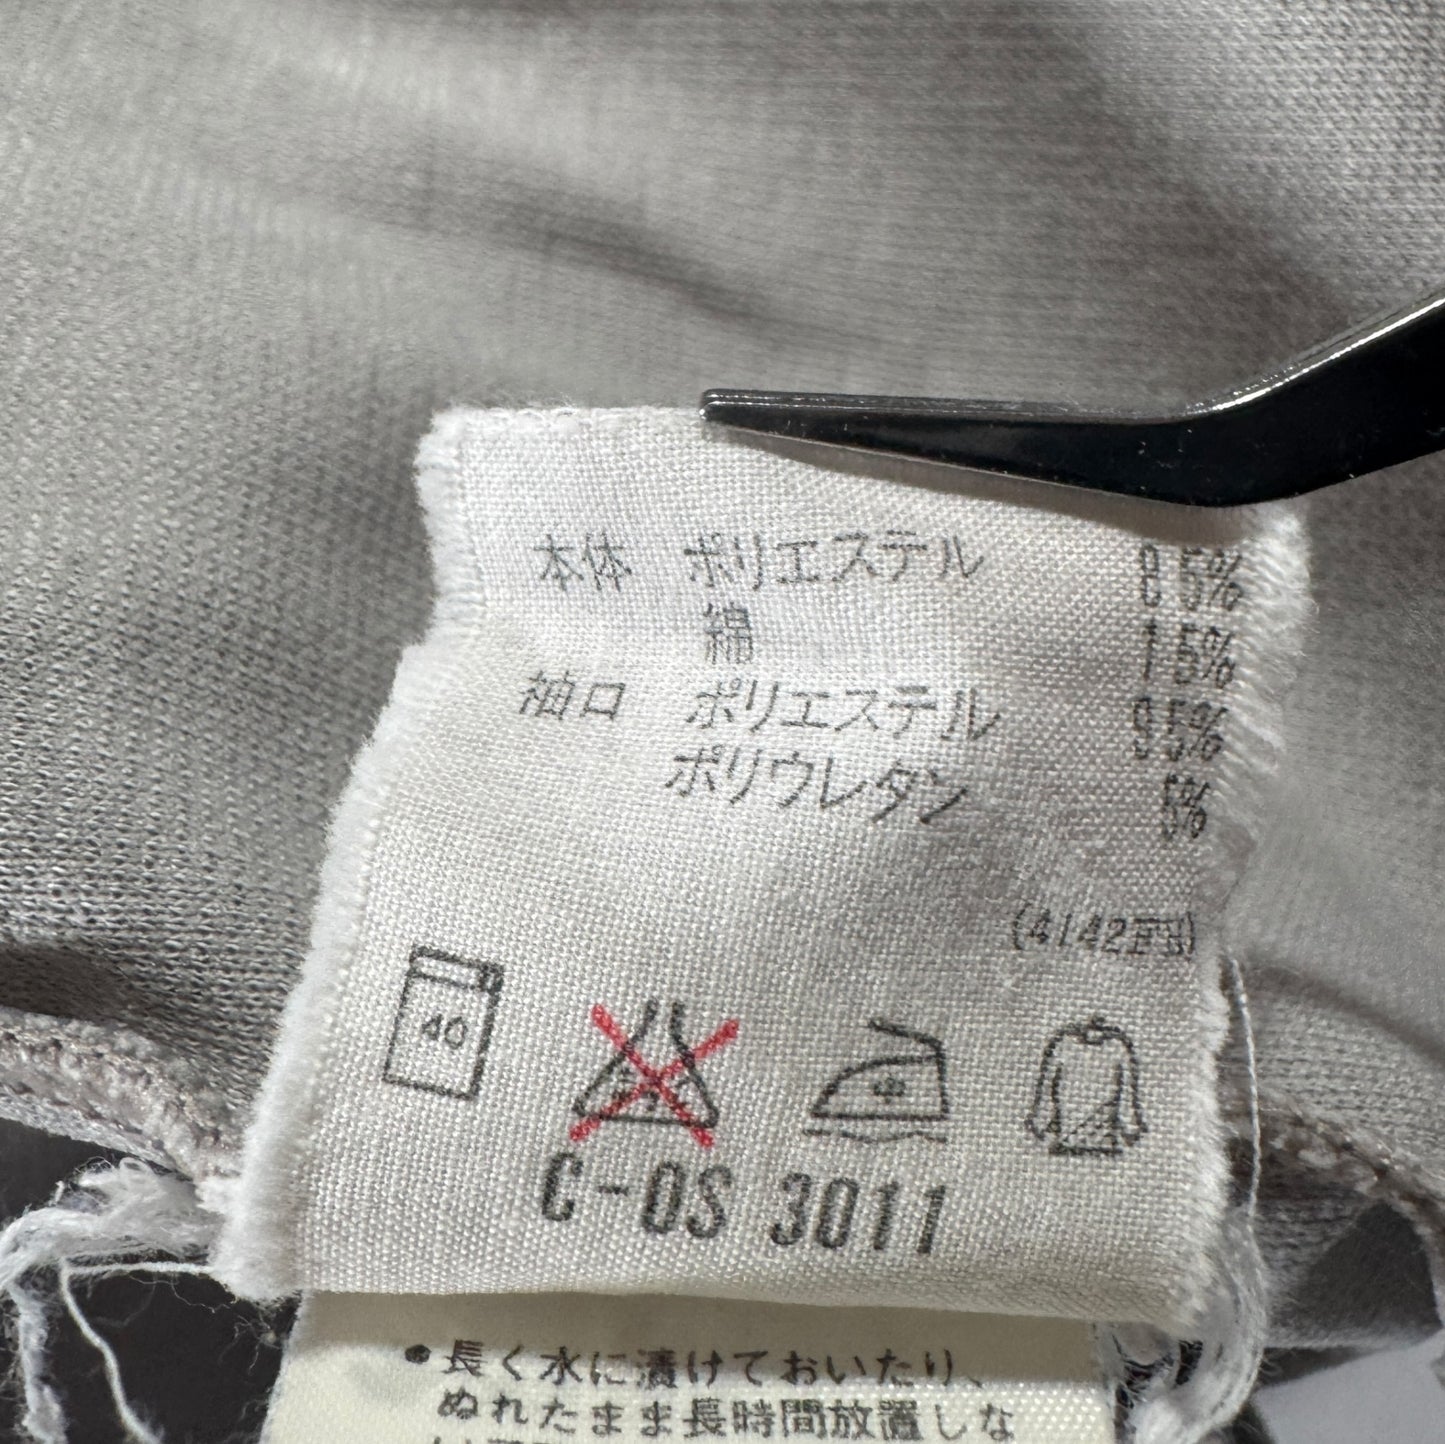 本体 ポリエステル 85%
綿 15%
袖口 ポリエステル 95%
ポリウレタン 5%
40
C-OS 3011
●長く水に漬けておいたり、
ぬれたまま長時間放置しな